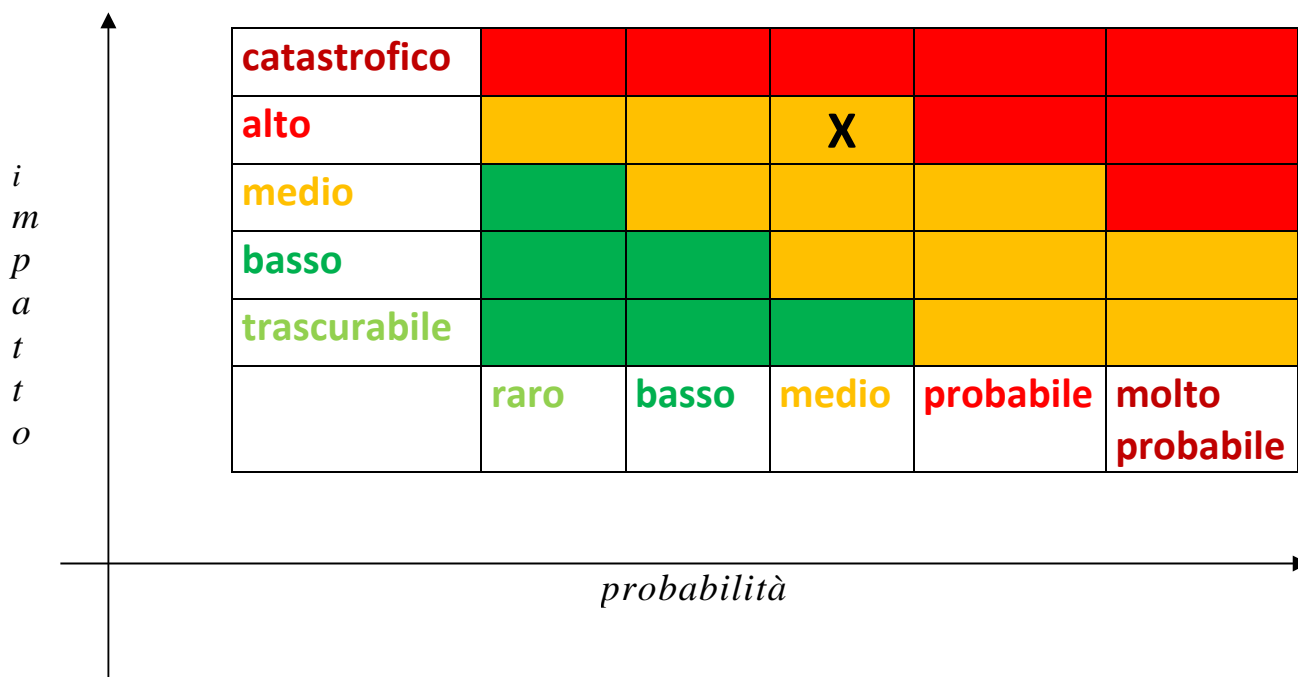 catastrofico
alto X
medio
basso
trascurabile
raro basso medio probabile molto
probabile
i
m
p
a
t
t
o
probabilità